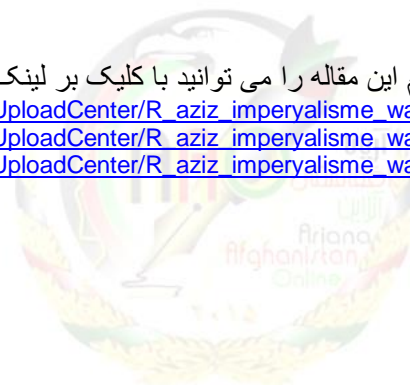 این مقاله را می توانید با کلیک بر لینک
UploadCenter/R_aziz_imperyalisme_wa
UploadCenter/R_aziz_imperyalisme_wa
UploadCenter/R_aziz_imperyalisme_wa
Ariana
Afghanistan
Online